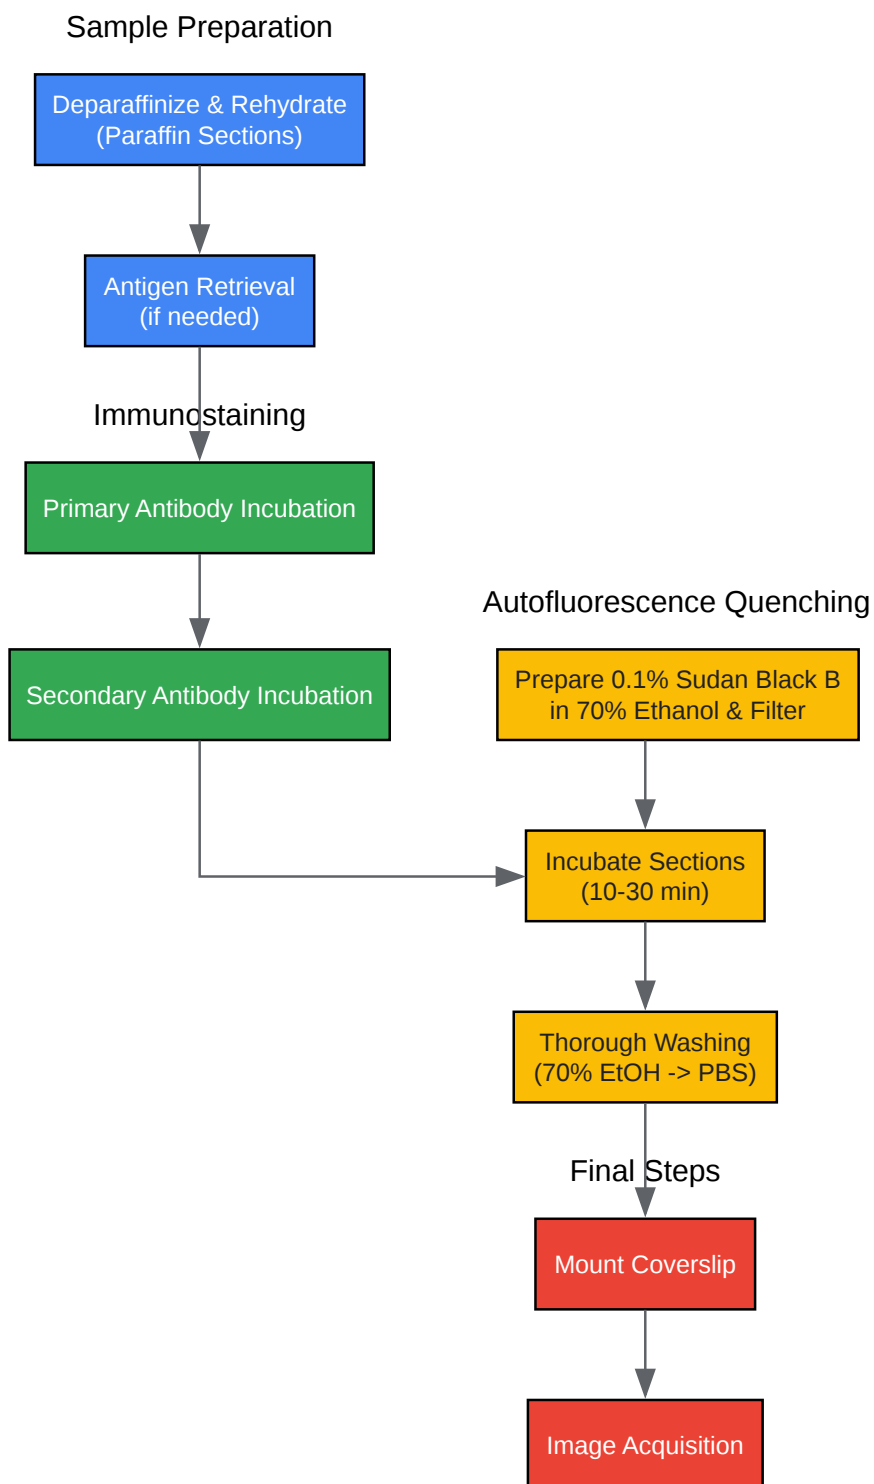 Sample Preparation
Deparaffinize & Rehydrate
(Paraffin Sections)
Antigen Retrieval
(if needed)
Immunostaining
Primary Antibody Incubation
Secondary Antibody Incubation
Autofluorescence Quenching
Prepare 0.1% Sudan Black B
in 70% Ethanol & Filter
Incubate Sections
(10-30 min)
Thorough Washing
(70% EtOH -> PBS)
Final Steps
Mount Coverslip
Image Acquisition